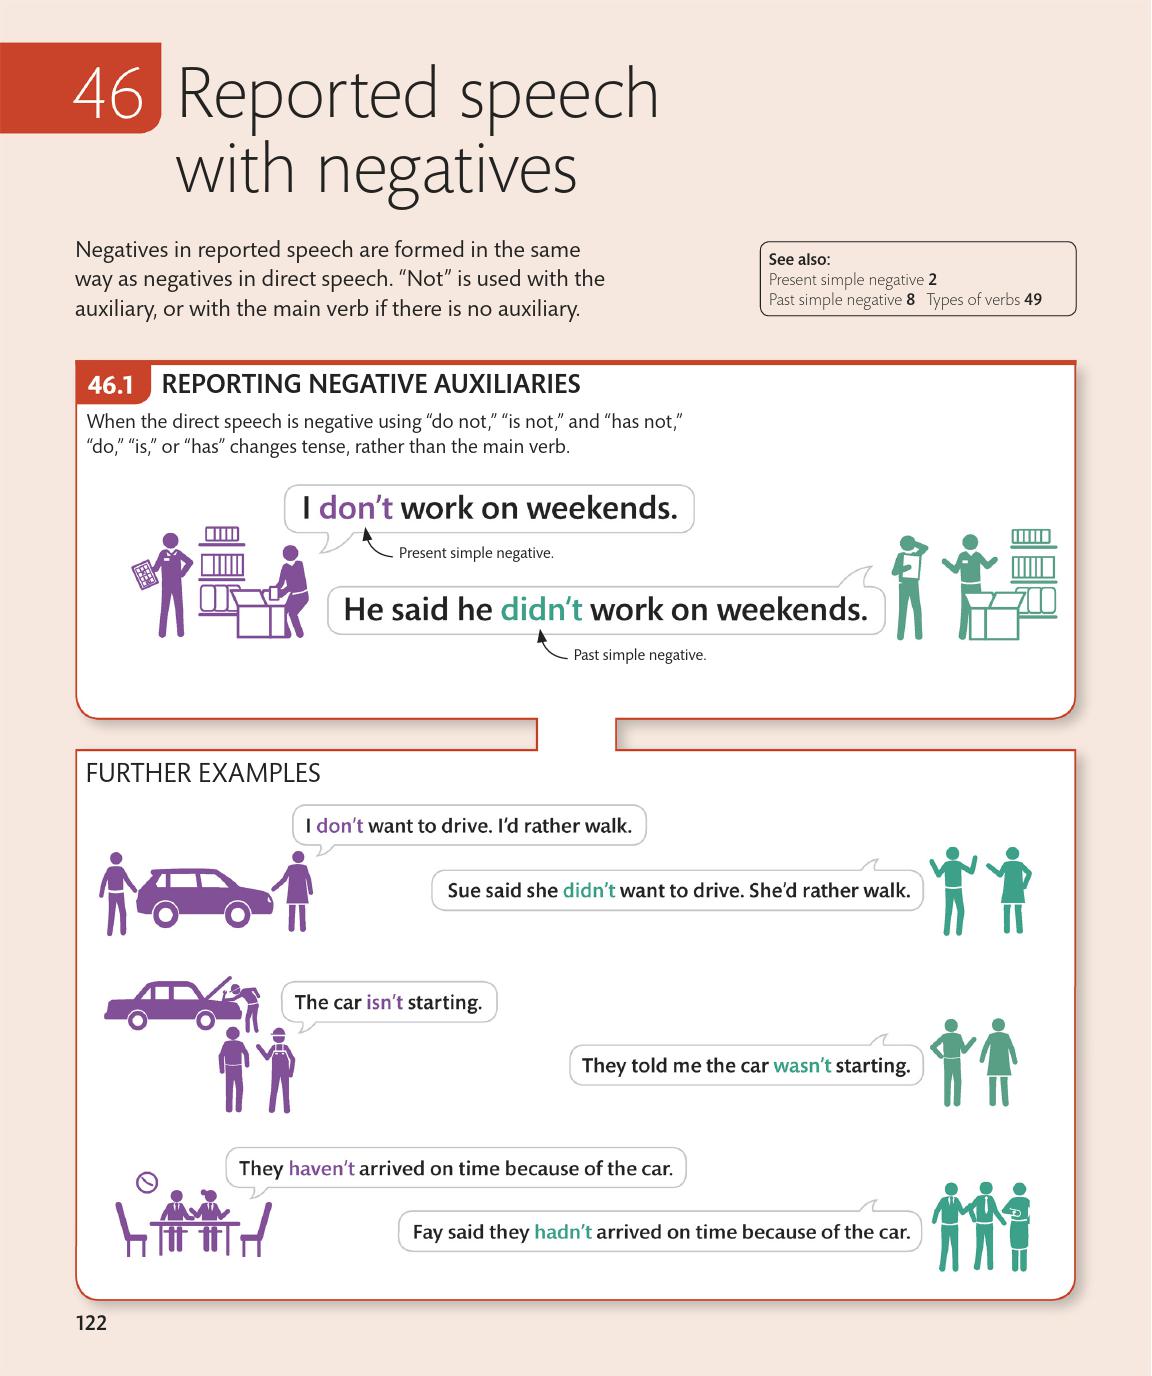 46
Reported speech
with negatives
Negatives in reported speech are formed in the same
way as negatives in direct speech. “Not” is used with the
auxiliary, or with the main verb if there is no auxiliary.
See also:
Present simple negative 2
Past simple negative 8 Types of verbs 49
46.1 REPORTING NEGATIVE AUXILIARIES
When the direct speech is negative using “do not,” “is not,” and “has not,”
“do,” “is,” or “has” changes tense, rather than the main verb.
I don’t work on weekends.
Present simple negative.
He said he didn’t work on weekends.
Past simple negative.
FURTHER EXAMPLES
I don’t want to drive. I’d rather walk.
Sue said she didn’t want to drive. She’d rather walk.
The car isn’t starting.
They told me the car wasn’t starting.
They haven’t arrived on time because of the car.
Fay said they hadn’t arrived on time because of the car.
122